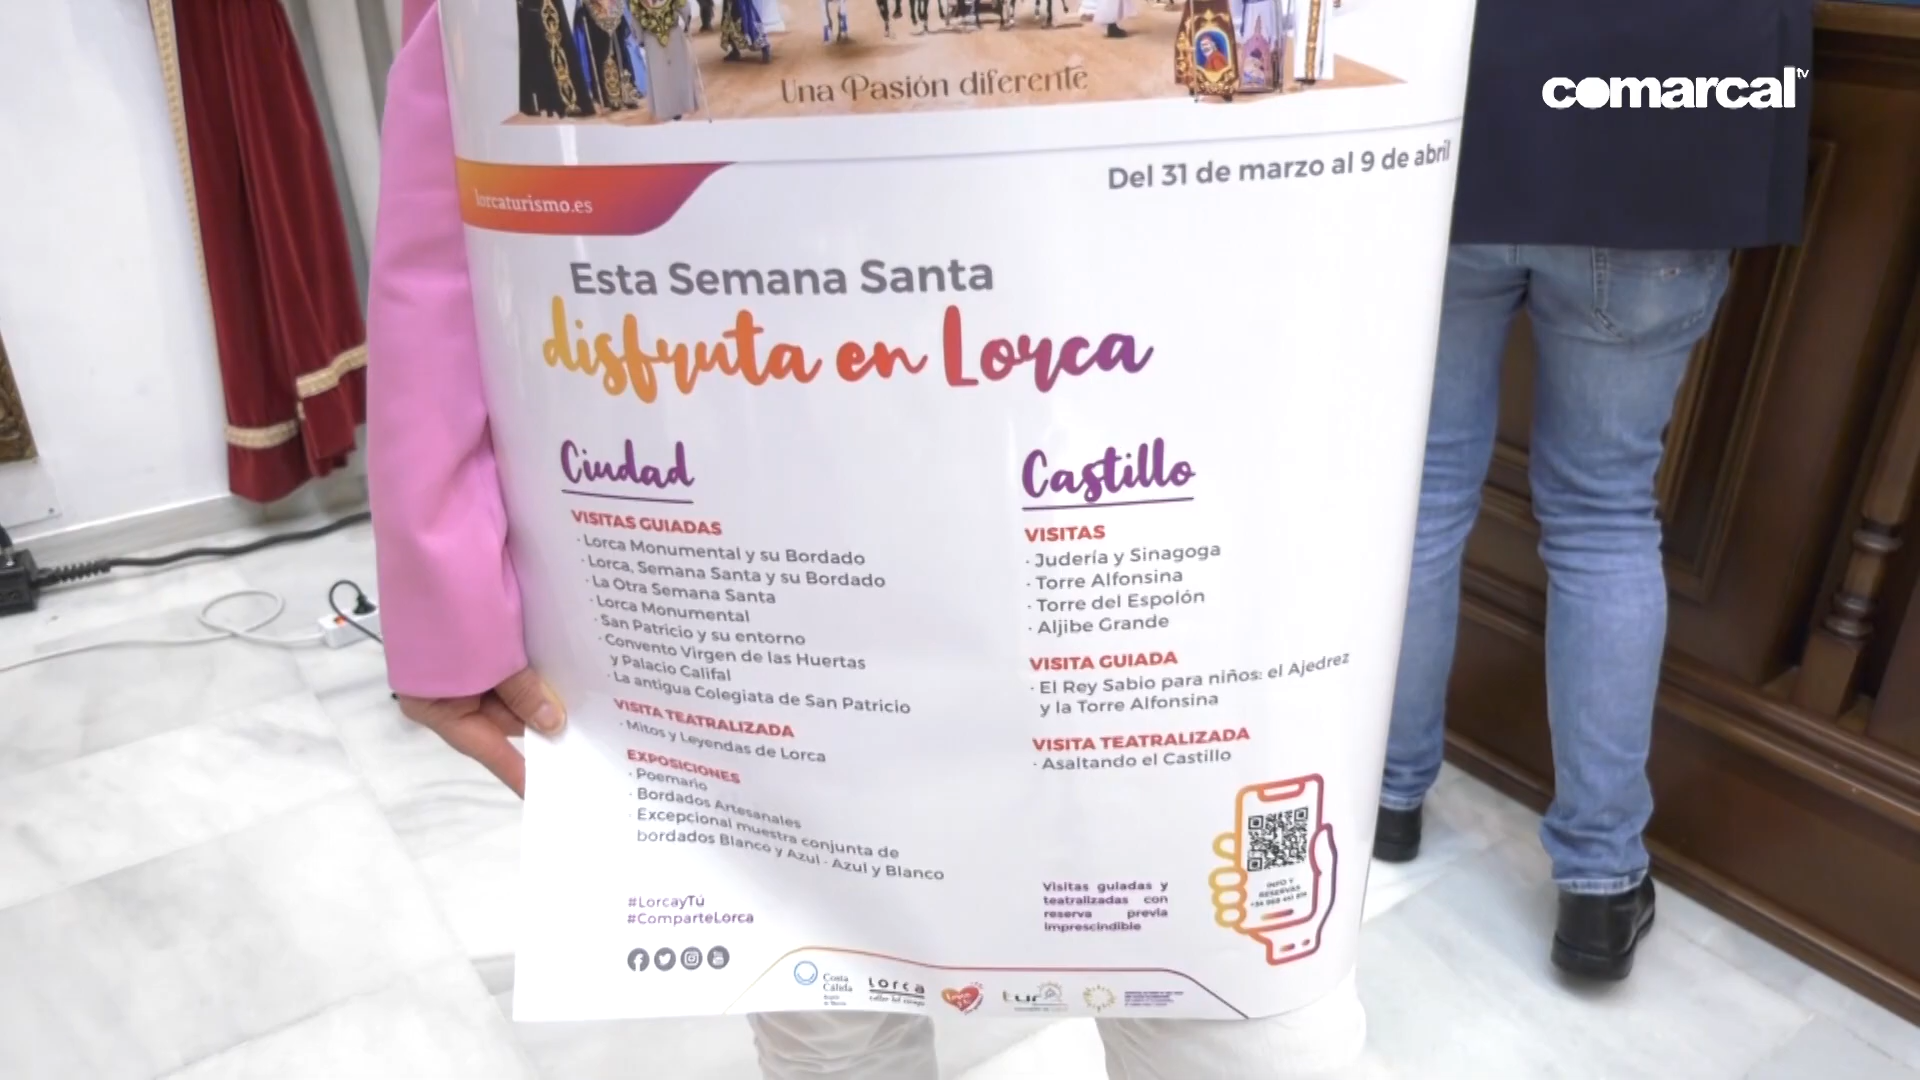 comarcal tv
Una Pasión diferente
Del 31 de marzo al 9 de abril
lorcaturismo.es
Esta Semana Santa
disfruta en Lorca
Ciudad
VISITAS GUIADAS
· Lorca Monumental y su Bordado
· Lorca, Semana Santa y su Bordado
· La Otra Semana Santa
· Lorca Monumental
· San Patricio y su entorno
· Convento Virgen de las Huertas
y Palacio Califal
· La antigua Colegiata de San Patricio
VISITA TEATRALIZADA
· Mitos y Leyendas de Lorca
EXPOSICIONES
· Poemario
· Bordados Artesanales
· Excepcional muestra conjunta de
bordados Blanco y Azul - Azul y Blanco
Castillo
VISITAS
· Judería y Sinagoga
· Torre Alfonsina
· Torre del Espolón
· Aljibe Grande
VISITA GUIADA
· El Rey Sabio para niños: el Ajedrez
y la Torre Alfonsina
VISITA TEATRALIZADA
· Asaltando el Castillo
#LorcayTú
#ComparteLorca
Visitas guiadas y
teatralizadas con
reserva previa
imprescindible
INFO Y
RESERVAS
Costa
Cálida
Lorca